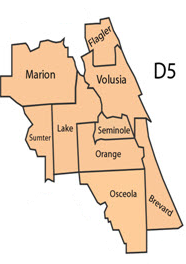 Flagler
Marion
Volusia
D5
Sumter
Lake
Seminole
Orange
Osceola
Brevard